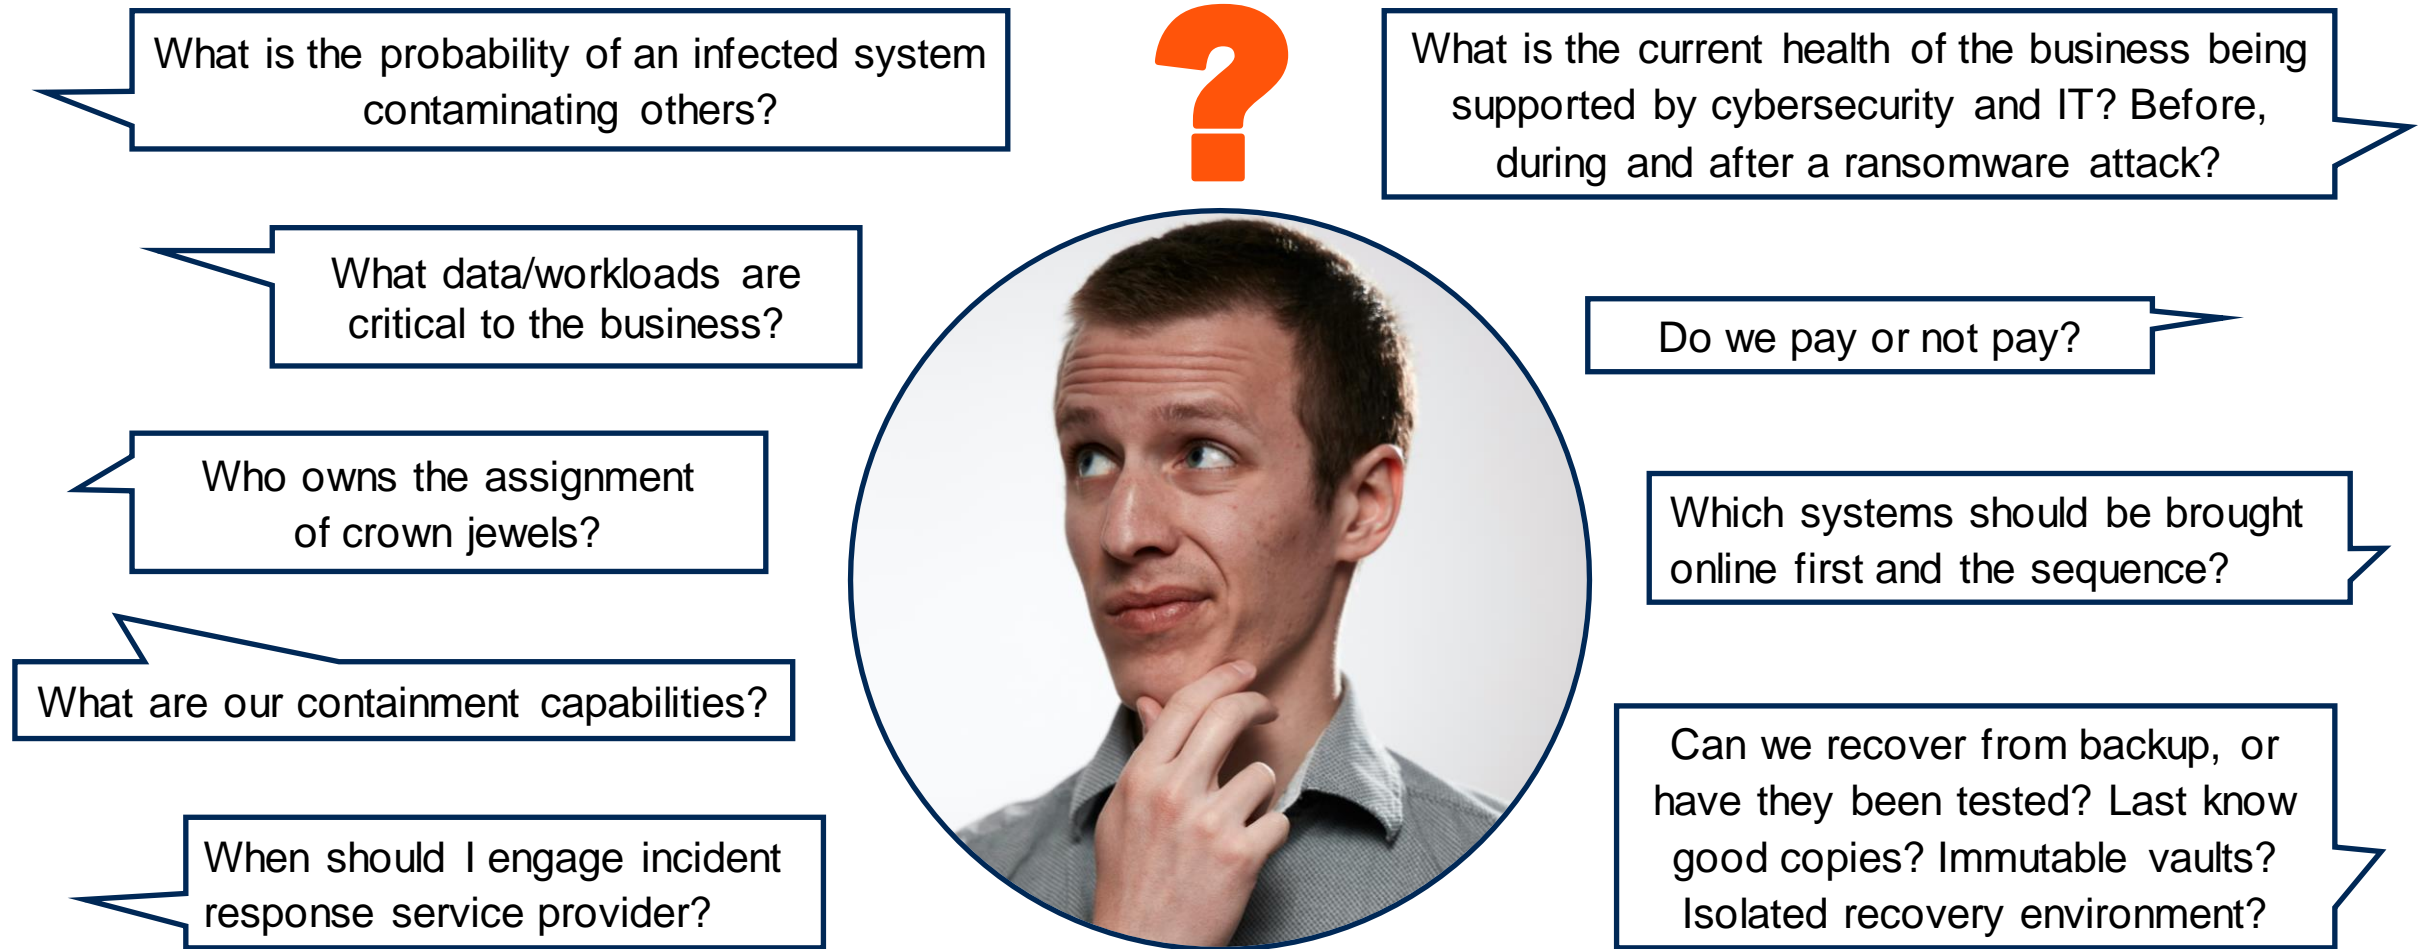 What is the probability of an infected system
contaminating others?
What data/workloads are
critical to the business?
Who owns the assignment
of crown jewels?
What are our containment capabilities?
When should I engage incident
response service provider?
?
What is the current health of the business being
supported by cybersecurity and IT? Before,
during and after a ransomware attack?
Do we pay or not pay?
Which systems should be brought
online first and the sequence?
Can we recover from backup, or
have they been tested? Last know
good copies? Immutable vaults?
Isolated recovery environment?